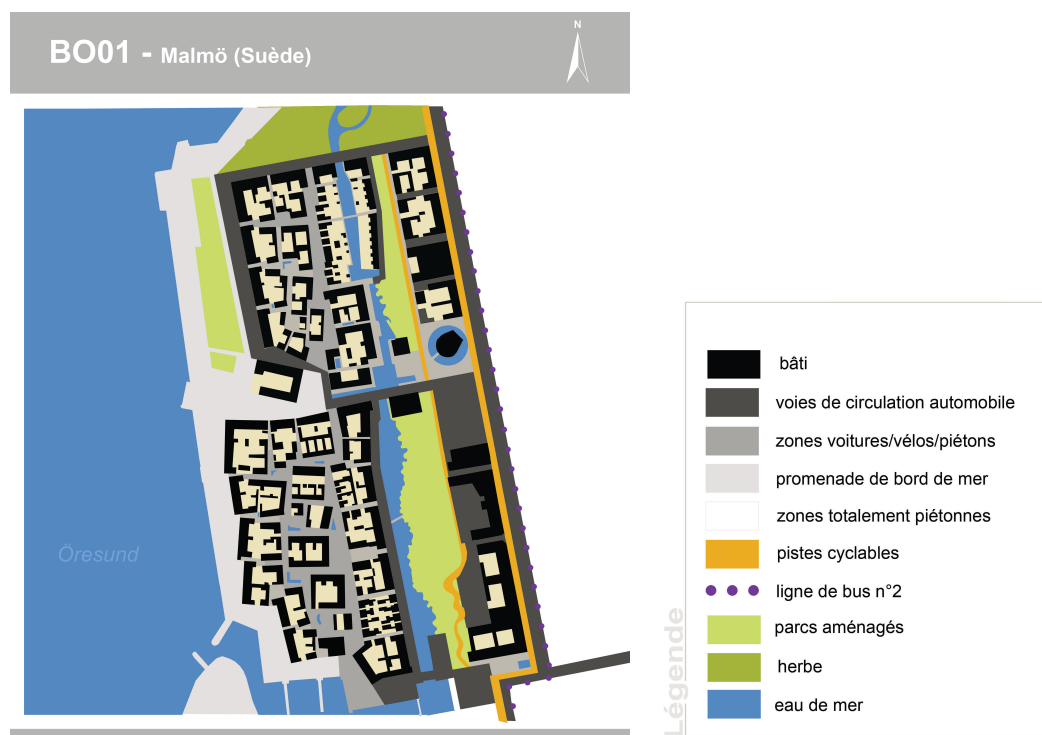 BO01 - Malmö (Suède)
N
Öresund
Légende
bâti
voies de circulation automobile
zones voitures/vélos/piétons
promenade de bord de mer
zones totalement piétonnes
pistes cyclables
ligne de bus n°2
parcs aménagés
herbe
eau de mer